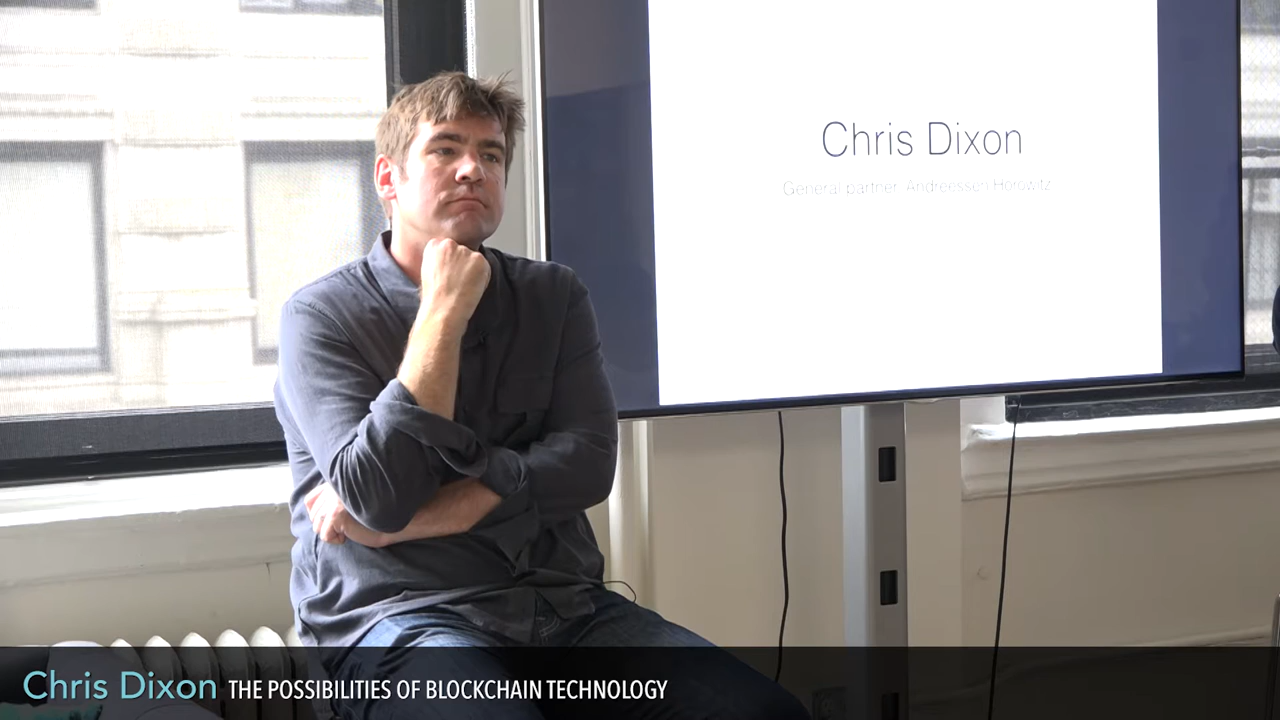 Chris Dixon
General partner, Andreessen Horowitz
Chris Dixon THE POSSIBILITIES OF BLOCKCHAIN TECHNOLOGY